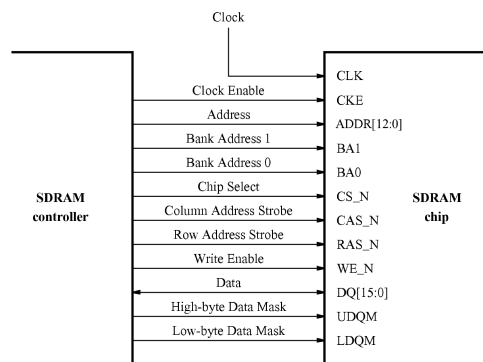 Clock
CLK
Clock Enable
CKE
Address
ADDR[12:0]
Bank Address 1
BA1
Bank Address 0
BA0
SDRAM
controller
Chip Select
CS_N
SDRAM
chip
Column Address Strobe
CAS_N
Row Address Strobe
RAS_N
Write Enable
WE_N
Data
DQ[15:0]
High-byte Data Mask
UDQM
Low-byte Data Mask
LDQM